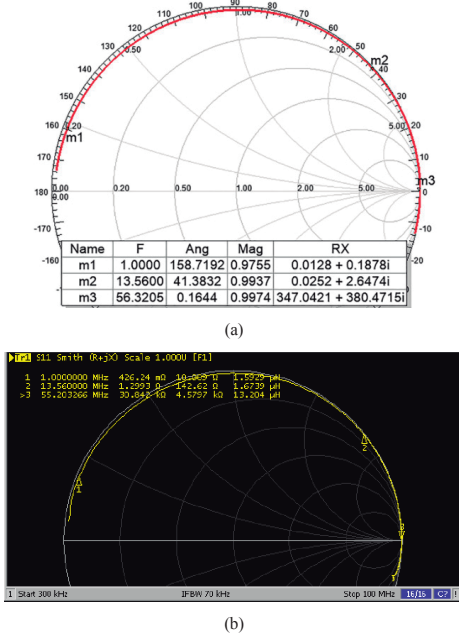 90
100 80
110 1.00 70
120 60
130 0.50 2.00 50
140 40
m2
150 30
160 0.20 5.00 20
m1
170 10
m3
180 0.00 0.20 0.50 1.00 2.00 5.00 0
0.00
-170 -10
-160 -20
Name F Ang Mag RX
m1 1.0000 158.7192 0.9755 0.0128 + 0.1878i
m2 13.5600 41.3832 0.9937 0.0252 + 2.6474i
m3 56.3205 0.1644 0.9974 347.0421 + 380.4715i
(a)
Tr1 S11 Smith (R+jX) Scale 1.000U [F1]
1 1.0000000 MHz 426.24 mΩ 10.009 Ω 1.5929 µH
2 13.560000 MHz 1.2993 Ω 142.62 Ω 1.6739 µH
>3 55.203266 MHz 30.842 kΩ 4.5797 kΩ 13.204 µH
2
1
1 Start 300 kHz IFBW 70 kHz Stop 100 MHz 16/16 C? !
(b)